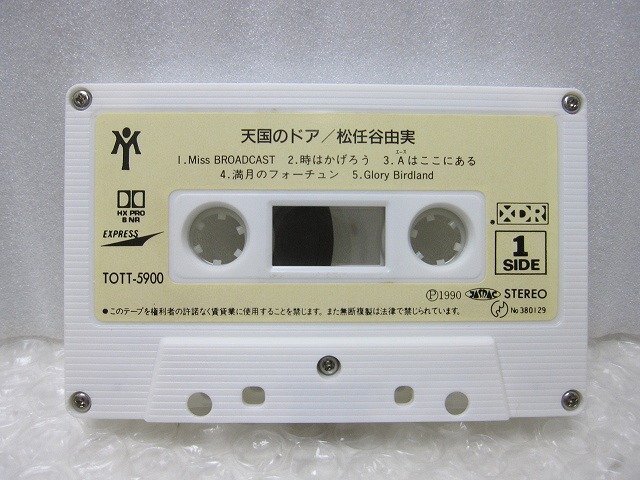 天国のドア／松任谷由実
1.Miss BROADCAST 2.時はかげろう 3.Aはここにある
エース
4.満月のフォーチュン 5.Glory Birdland
HX PRO
B NR
EXPRESS
XDR
1
SIDE
TOTT-5900
Ⓟ1990 JASRAC STEREO
●このテープを権利者の許諾なく賃貸業に使用することを禁じます。また無断複製は法律で禁じられています。
No 380129